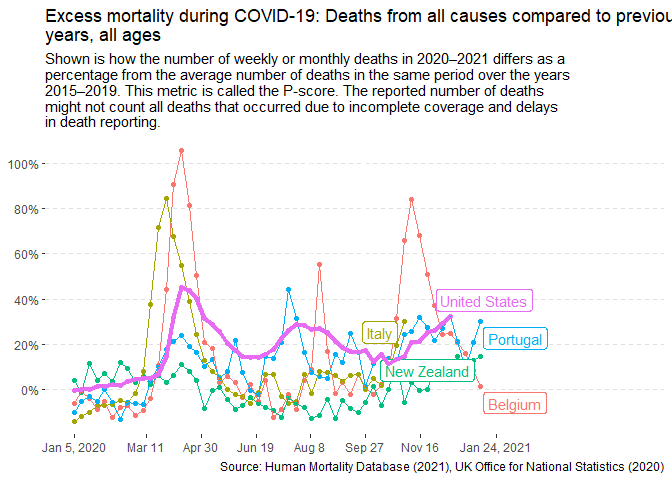 Excess mortality during COVID-19: Deaths from all causes compared to previou
years, all ages
Shown is how the number of weekly or monthly deaths in 2020–2021 differs as a
percentage from the average number of deaths in the same period over the years
2015–2019. This metric is called the P-score. The reported number of deaths
might not count all deaths that occurred due to incomplete coverage and delays
in death reporting.
100%
80%
60%
40%
20%
0%
United States
Italy
Portugal
New Zealand
Belgium
Jan 5, 2020 Mar 11 Apr 30 Jun 19 Aug 8 Sep 27 Nov 16 Jan 24, 2021
Source: Human Mortality Database (2021), UK Office for National Statistics (2020)